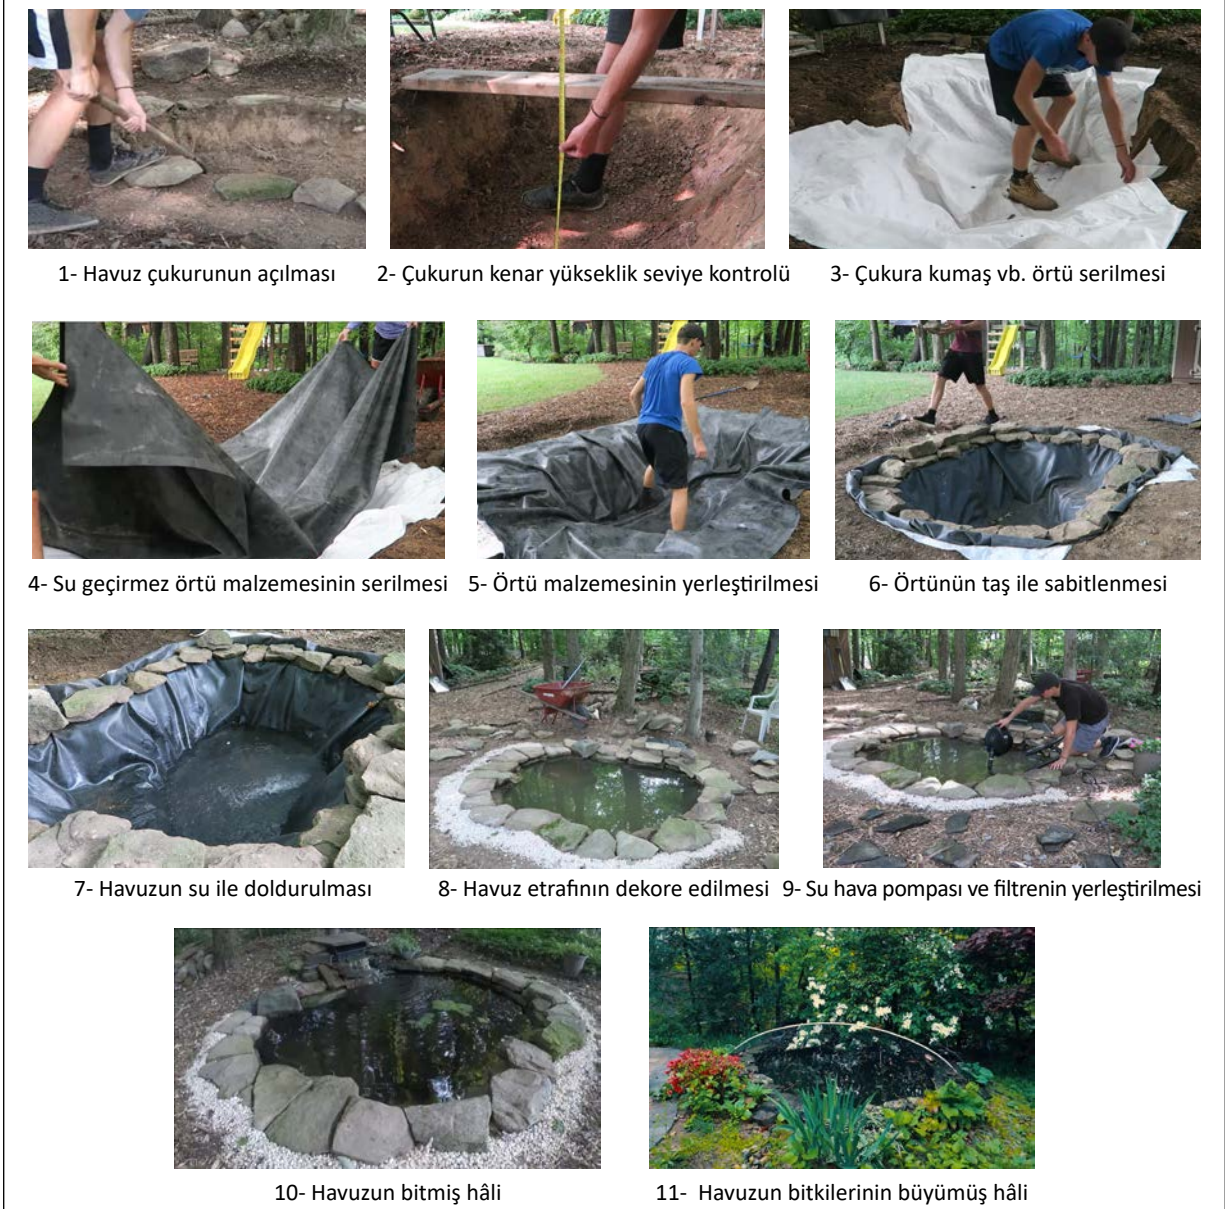 1- Havuz çukurunun açılması
2- Çukurun kenar yükseklik seviye kontrolü
3- Çukura kumaş vb. örtü serilmesi
4- Su geçirmez örtü malzemesinin serilmesi
5- Örtü malzemesinin yerleştirilmesi
6- Örtünün taş ile sabitlenmesi
7- Havuzun su ile doldurulması
8- Havuz etrafının dekore edilmesi
9- Su hava pompası ve filtrenin yerleştirilmesi
10- Havuzun bitmiş hâli
11- Havuzun bitkilerinin büyümüş hâli